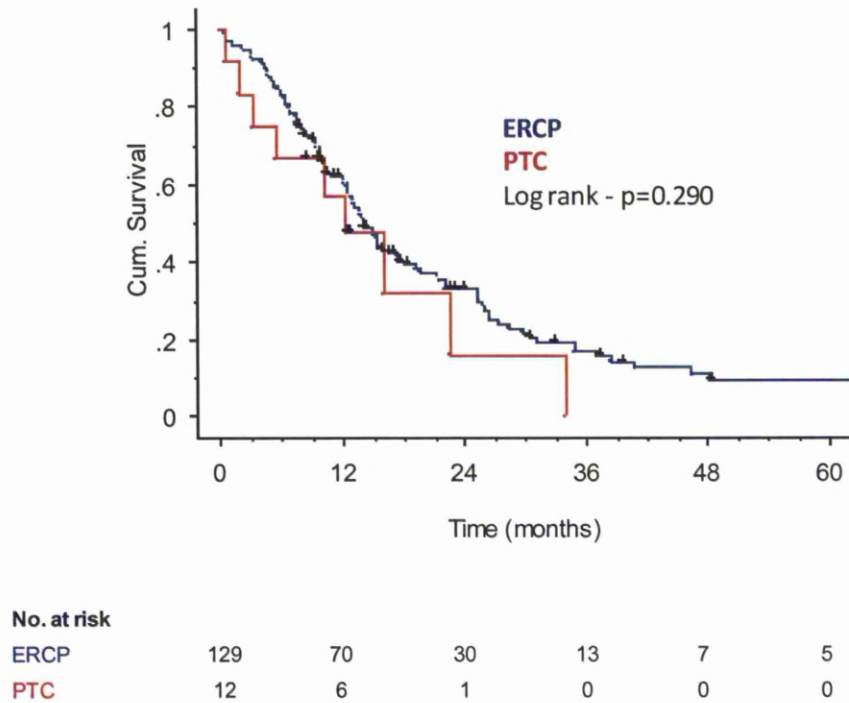 1
.8
.6
.4
.2
0
Cum. Survival
ERCP
PTC
Log rank - p=0.290
0 12 24 36 48 60
Time (months)
No. at risk
ERCP 129 70 30 13 7 5
PTC 12 6 1 0 0 0